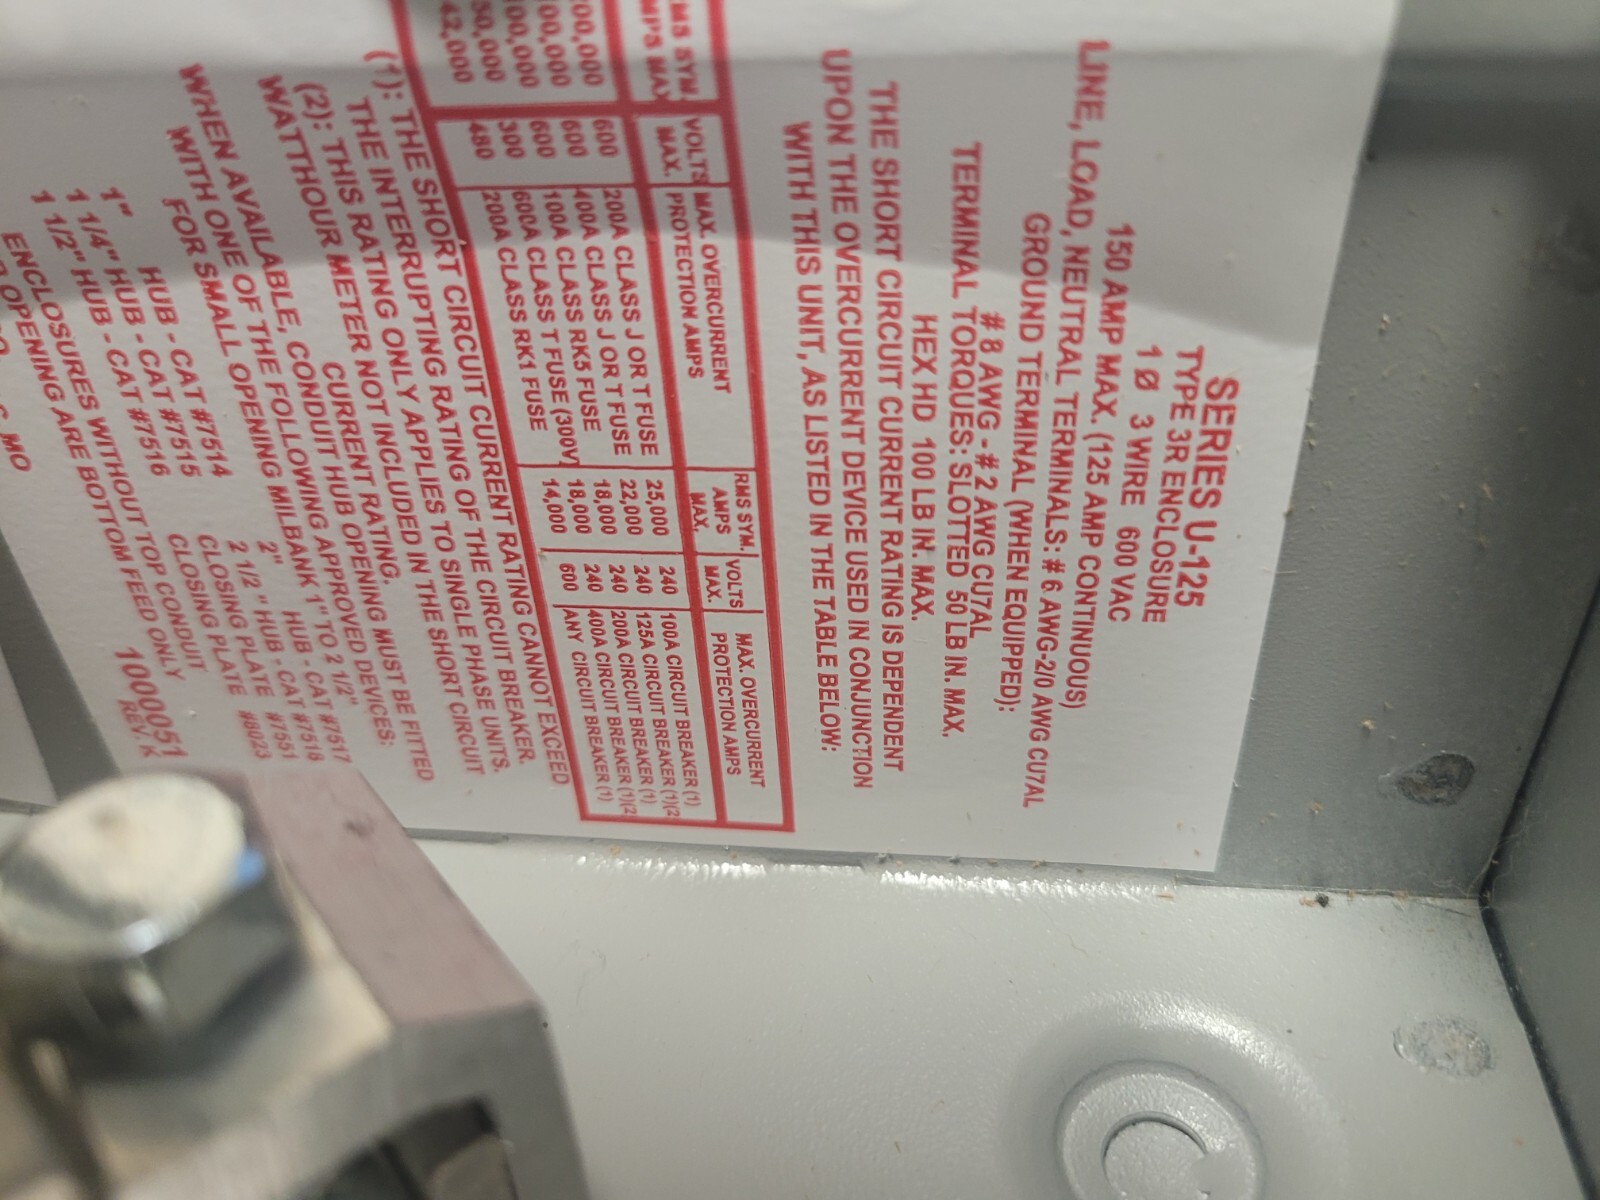 SERIES U-125
TYPE 3R ENCLOSURE
1 Ø 3 WIRE 600 VAC
150 AMP MAX. (125 AMP CONTINUOUS)
LINE, LOAD, NEUTRAL TERMINALS: # 6 AWG-2/0 AWG CU7AL
GROUND TERMINAL (WHEN EQUIPPED):
# 8 AWG - # 2 AWG CU7AL
TERMINAL TORQUES: SLOTTED 50 LB IN. MAX.
HEX HD 100 LB IN. MAX.
THE SHORT CIRCUIT CURRENT RATING IS DEPENDENT
UPON THE OVERCURRENT DEVICE USED IN CONJUNCTION
WITH THIS UNIT, AS LISTED IN THE TABLE BELOW:
MS SYM. VOLTS MAX. OVERCURRENT RMS SYM. VOLTS MAX. OVERCURRENT
MPS MAX MAX. PROTECTION AMPS AMPS MAX. MAX. PROTECTION AMPS
00,000 600 200A CLASS J OR T FUSE 25,000 240 100A CIRCUIT BREAKER (1)
00,000 600 400A CLASS J OR T FUSE 22,000 240 125A CIRCUIT BREAKER (1)(2
00,000 600 100A CLASS RK5 FUSE 18,000 240 200A CIRCUIT BREAKER (1)
50,000 300 600A CLASS T FUSE (300V) 18,000 240 400A CIRCUIT BREAKER (1)(2
42,000 480 200A CLASS RK1 FUSE 14,000 600 ANY CIRCUIT BREAKER (1)
(1): THE SHORT CIRCUIT CURRENT RATING CANNOT EXCEED
THE INTERRUPTING RATING OF THE CIRCUIT BREAKER.
(2): THIS RATING ONLY APPLIES TO SINGLE PHASE UNITS.
WATTHOUR METER NOT INCLUDED IN THE SHORT CIRCUIT
CURRENT RATING.
WHEN AVAILABLE, CONDUIT HUB OPENING MUST BE FITTED
WITH ONE OF THE FOLLOWING APPROVED DEVICES:
FOR SMALL OPENING MILBANK 1" TO 2 1/2"
1" HUB - CAT #7514 2" HUB - CAT #7517
1 1/4" HUB - CAT #7515 2 1/2 " HUB - CAT #7518
1 1/2" HUB - CAT #7516 CLOSING PLATE #7551
CLOSING PLATE #8023
ENCLOSURES WITHOUT TOP CONDUIT
OPENING ARE BOTTOM FEED ONLY
MO
1000051
REV. K